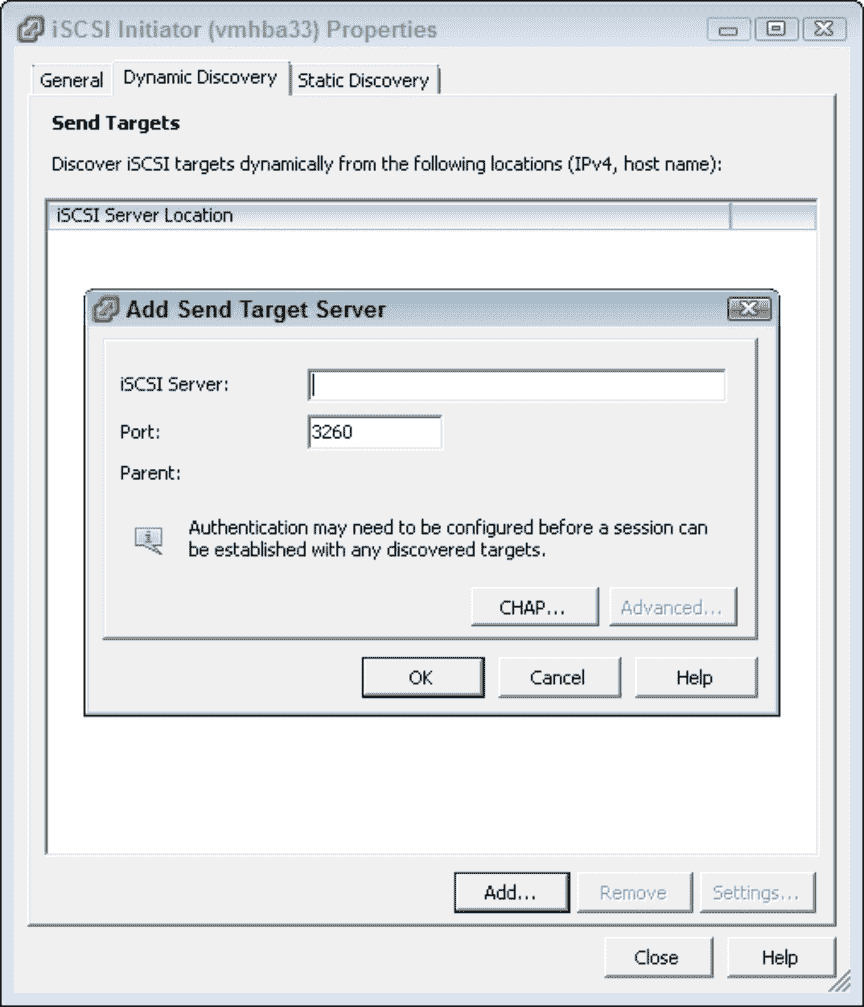 iSCSI Initiator (vmhba33) Properties
General Dynamic Discovery Static Discovery
Send Targets
Discover iSCSI targets dynamically from the following locations (IPv4, host name):
iSCSI Server Location
Add Send Target Server
iSCSI Server:
Port: 3260
Parent:
Authentication may need to be configured before a session can
be established with any discovered targets.
CHAP... Advanced...
OK Cancel Help
Add... Remove Settings...
Close Help